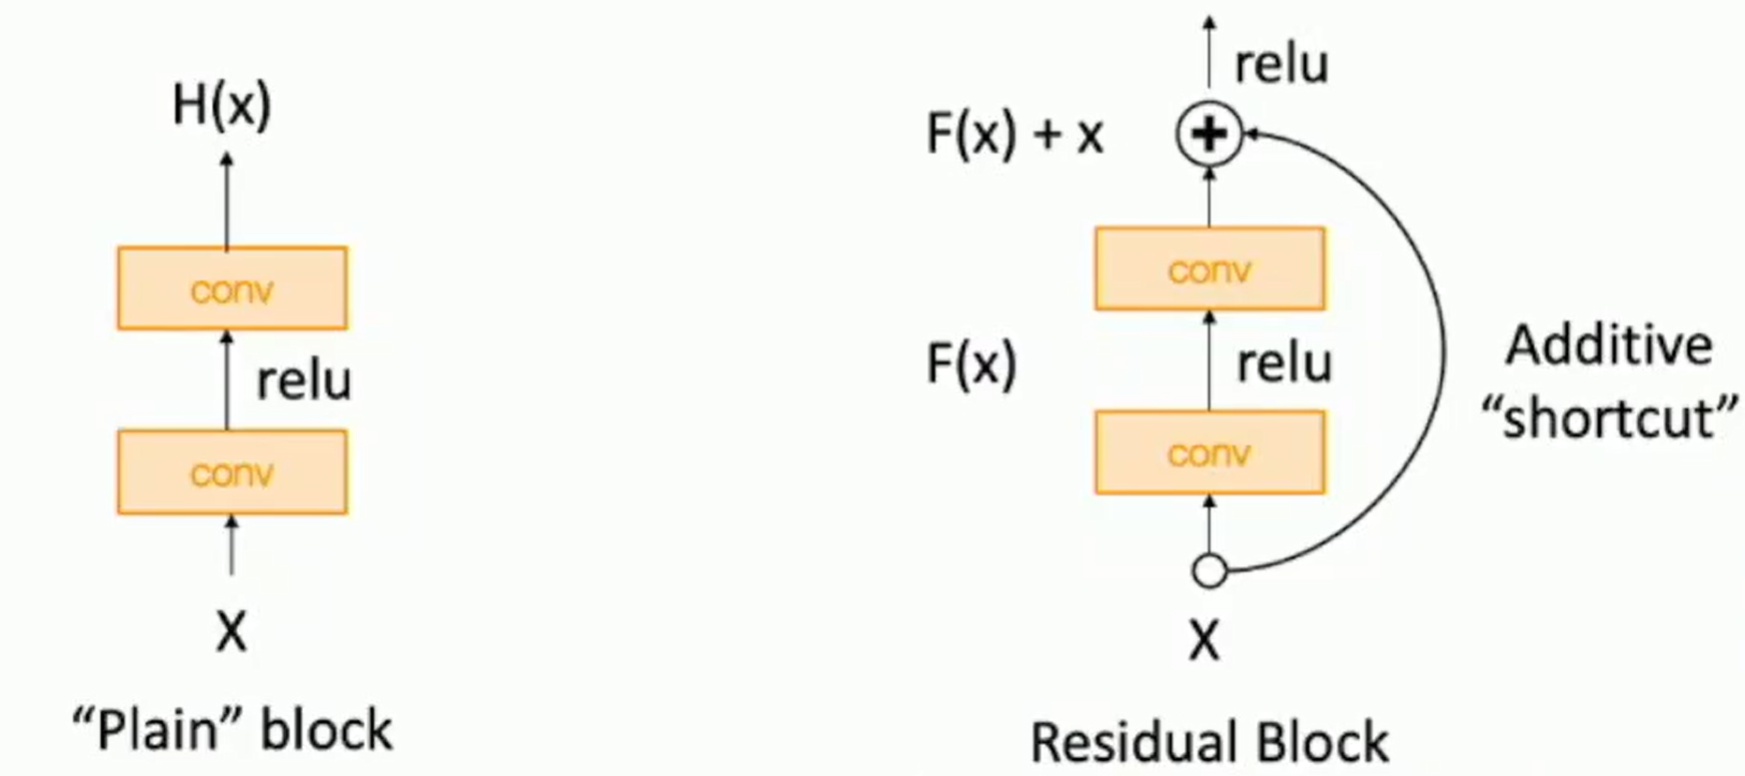 H(x)
conv
relu
conv
X
“Plain” block
relu
F(x) + x
conv
F(x)
relu
conv
X
Additive
“shortcut”
Residual Block